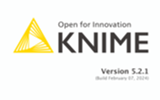 Open for Innovation
KNIME
Version 5.2.1
(Build February 07, 2024)